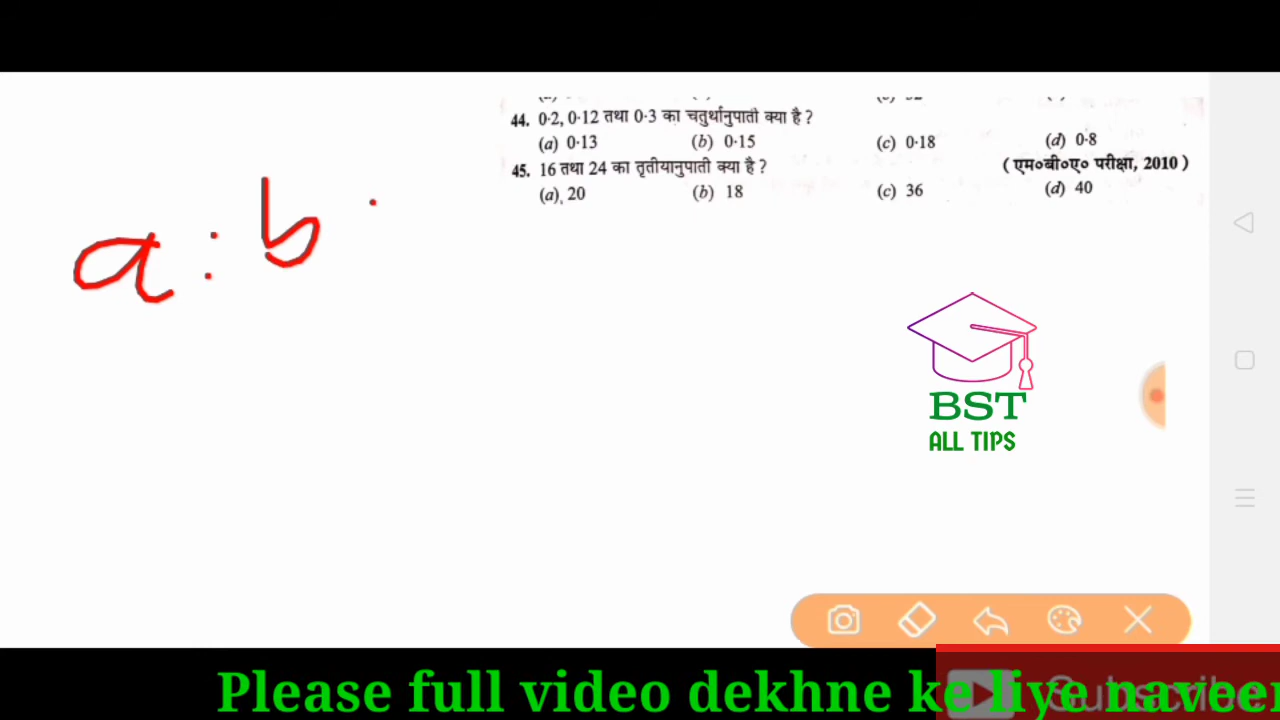 44. 0·2, 0·12 तथा 0·3 का चतुर्थानुपाती क्या है ?
(a) 0·13 (b) 0·15 (c) 0·18 (d) 0·8
45. 16 तथा 24 का तृतीयानुपाती क्या है ? (एम०बी०ए० परीक्षा, 2010)
(a) 20 (b) 18 (c) 36 (d) 40
a : b
BST
ALL TIPS
Please full video dekhne ke liye naveen
Subscribe